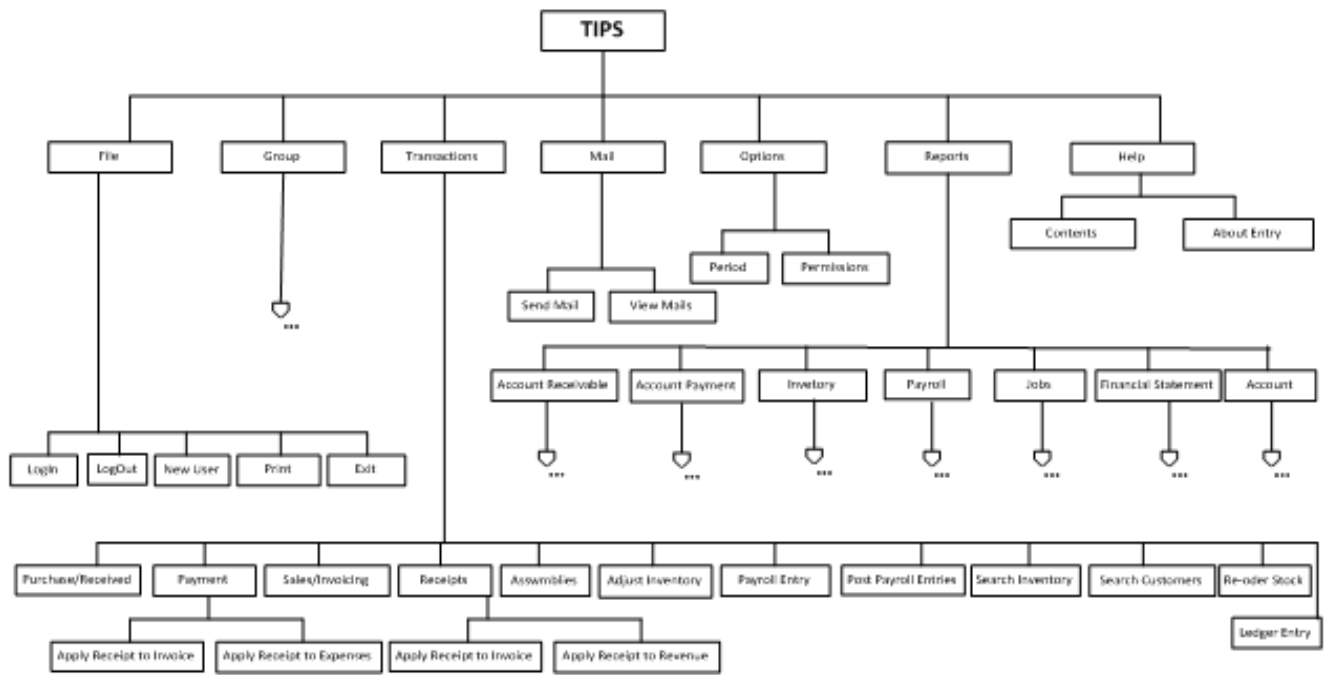 TIPS
File
Group
Transactions
Mail
Options
Reports
Help
Contents
About Entry
Period
Permissions
Send Mail
View Mails
...
Account Receivable
Account Payment
Invetory
Payroll
Jobs
Financial Statement
Account
...
...
...
...
...
...
...
LogIn
LogOut
New User
Print
Exit
Purchase/Received
Payment
Sales/Invoicing
Receipts
Asswmblies
Adjust Inventory
Payroll Entry
Post Payroll Entries
Search Inventory
Search Customers
Re-oder Stock
Ledger Entry
Apply Receipt to Invoice
Apply Receipt to Expenses
Apply Receipt to Invoice
Apply Receipt to Revenue